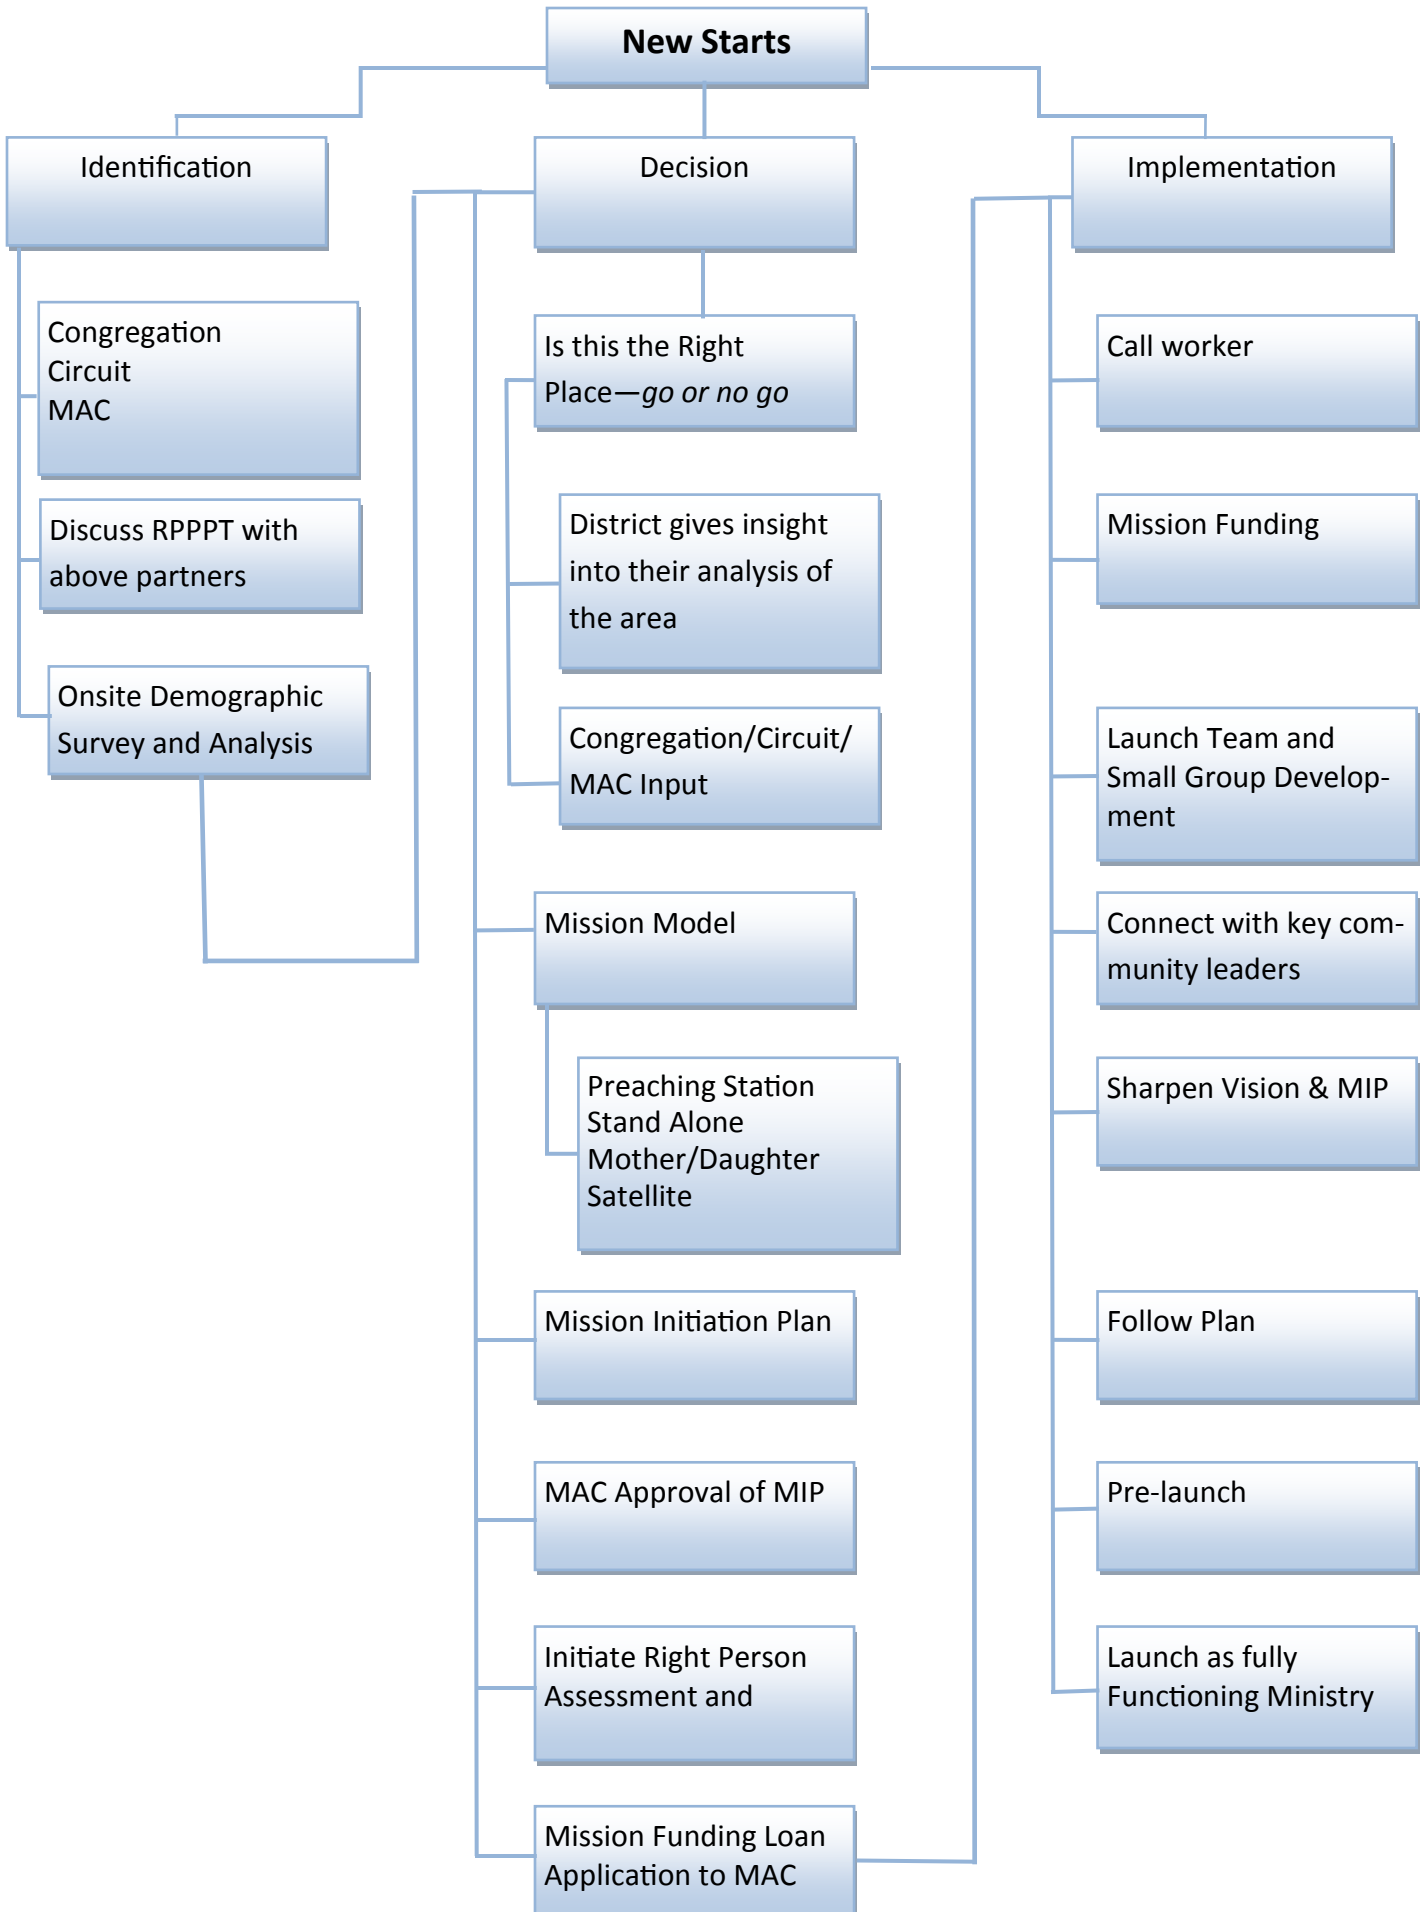 New Starts
Identification
Congregation
Circuit
MAC
Discuss RPPPT with
above partners
Onsite Demographic
Survey and Analysis
Decision
Is this the Right
Place—go or no go
District gives insight
into their analysis of
the area
Congregation/Circuit/
MAC Input
Mission Model
Preaching Station
Stand Alone
Mother/Daughter
Satellite
Mission Initiation Plan
MAC Approval of MIP
Initiate Right Person
Assessment and
Mission Funding Loan
Application to MAC
Implementation
Call worker
Mission Funding
Launch Team and
Small Group Develop-
ment
Connect with key com-
munity leaders
Sharpen Vision & MIP
Follow Plan
Pre-launch
Launch as fully
Functioning Ministry